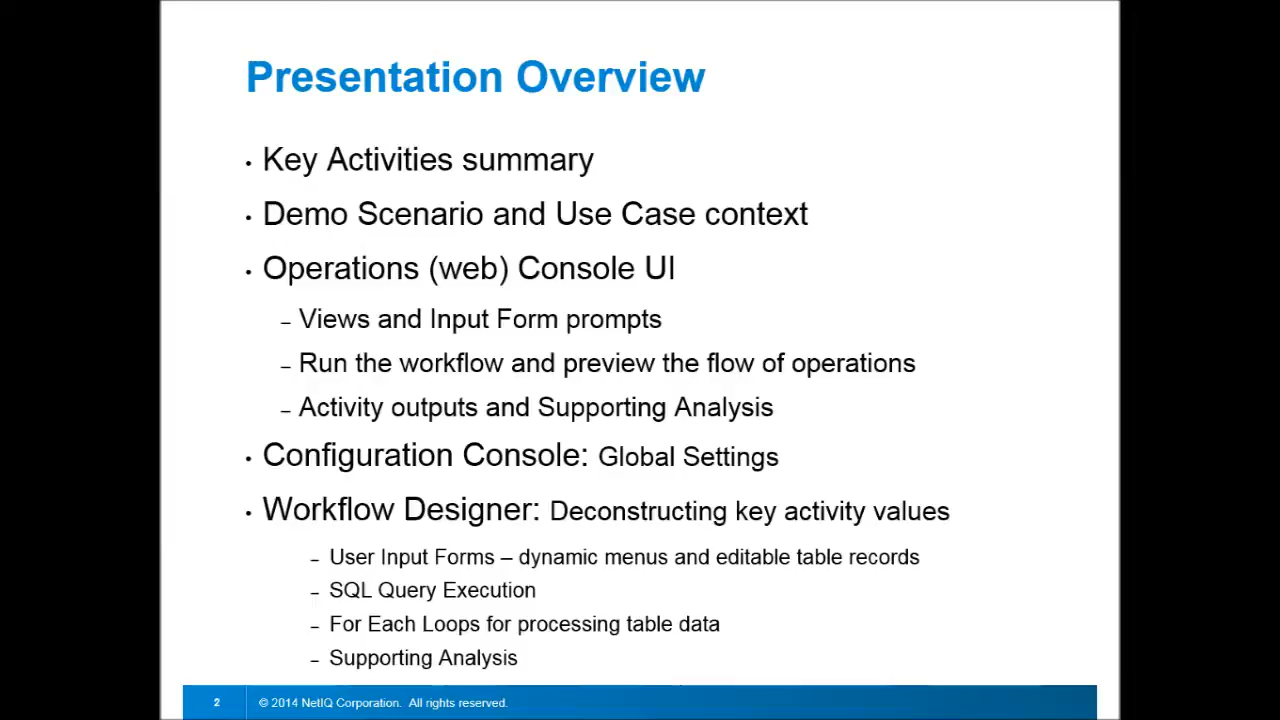 Presentation Overview
• Key Activities summary
• Demo Scenario and Use Case context
• Operations (web) Console UI
– Views and Input Form prompts
– Run the workflow and preview the flow of operations
– Activity outputs and Supporting Analysis
• Configuration Console: Global Settings
• Workflow Designer: Deconstructing key activity values
– User Input Forms – dynamic menus and editable table records
– SQL Query Execution
– For Each Loops for processing table data
– Supporting Analysis
2 © 2014 NetIQ Corporation. All rights reserved.